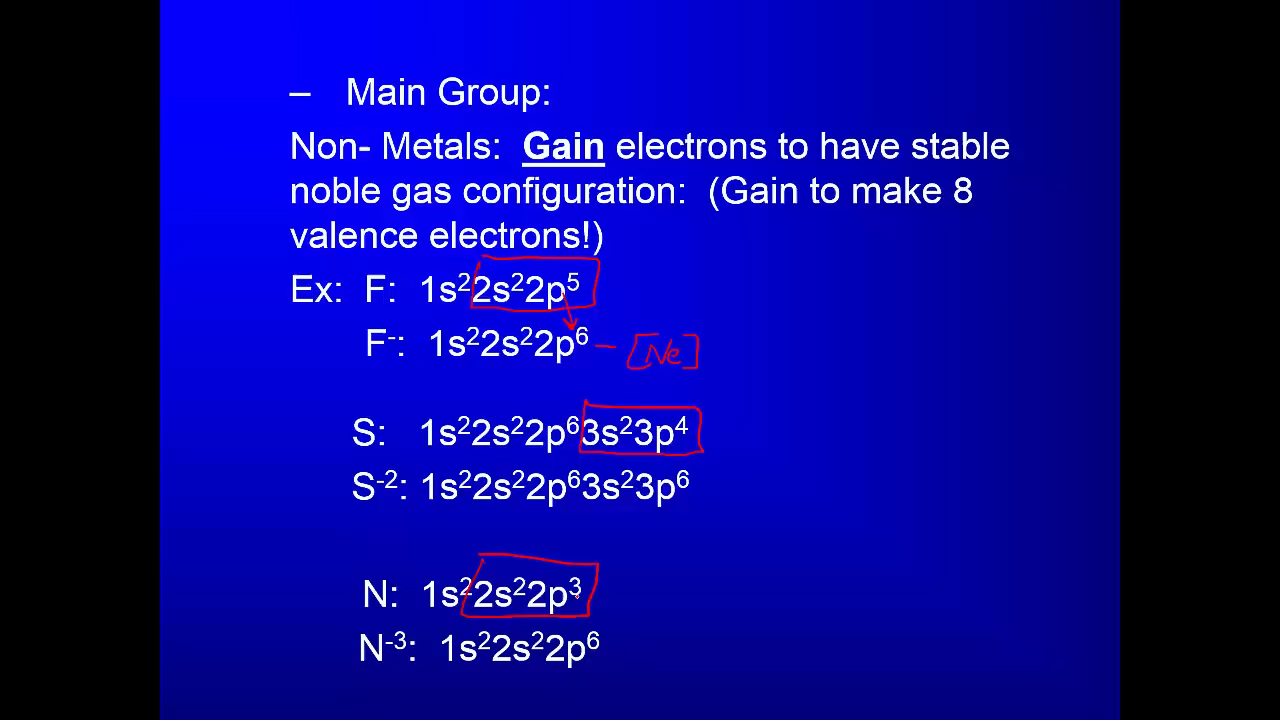 – Main Group:
Non- Metals: Gain electrons to have stable
noble gas configuration: (Gain to make 8
valence electrons!)
Ex: F: 1s²2s²2p⁵
F⁻: 1s²2s²2p⁶ – [Ne]
S: 1s²2s²2p⁶3s²3p⁴
S⁻²: 1s²2s²2p⁶3s²3p⁶
N: 1s²2s²2p³
N⁻³: 1s²2s²2p⁶